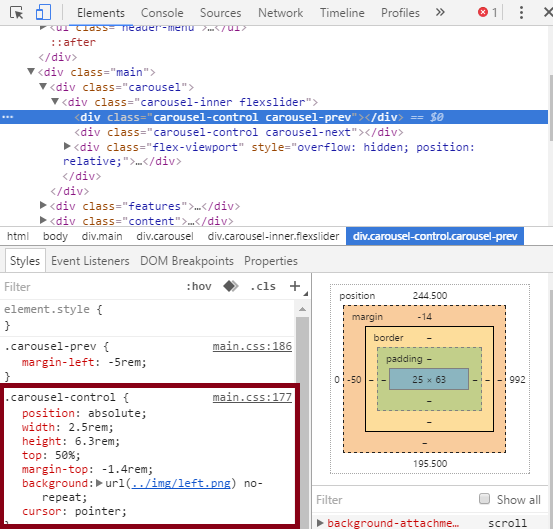 Elements Network Sources Timeline Profiles » 1
▶<ul class="header-menu">…</ul>
::after
</div>
▼<div class="main">
▼<div class="carousel">
▼<div class="carousel-inner flexslider">
... <div class="carousel-control carousel-prev"></div> == $0
<div class="carousel-control carousel-next"></div>
▶<div class="flex-viewport" style="overflow: hidden; position:
relative;">…</div>
</div>
</div>
▶<div class="features">…</div>
▶<div class="content">…</div>
html body div.main div.carousel div.carousel-inner.flexslider div.carousel-control.carousel-prev
Styles Event Listeners DOM Breakpoints Properties
Filter :hov .cls +
element.style {
}
.carousel-prev { main.css:186
margin-left: -5rem;
}
.carousel-control { main.css:177
position: absolute;
width: 2.5rem;
height: 6.3rem;
top: 50%;
margin-top: -1.4rem;
background:▶url(../img/left.png) no-
repeat;
cursor: pointer;
}
position 244.500
margin -14
border –
padding –
0 -50 – – 25 × 63 – – – 992
–
–
–
195.500
Filter Show all
▶background-attachme… scroll